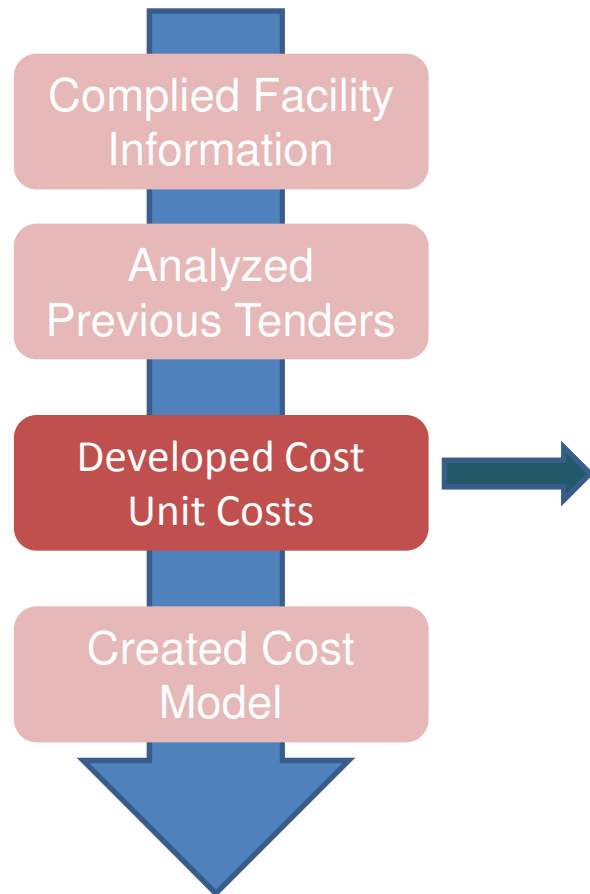 Complied Facility
Information
Analyzed
Previous Tenders
Developed Cost
Unit Costs
Created Cost
Model